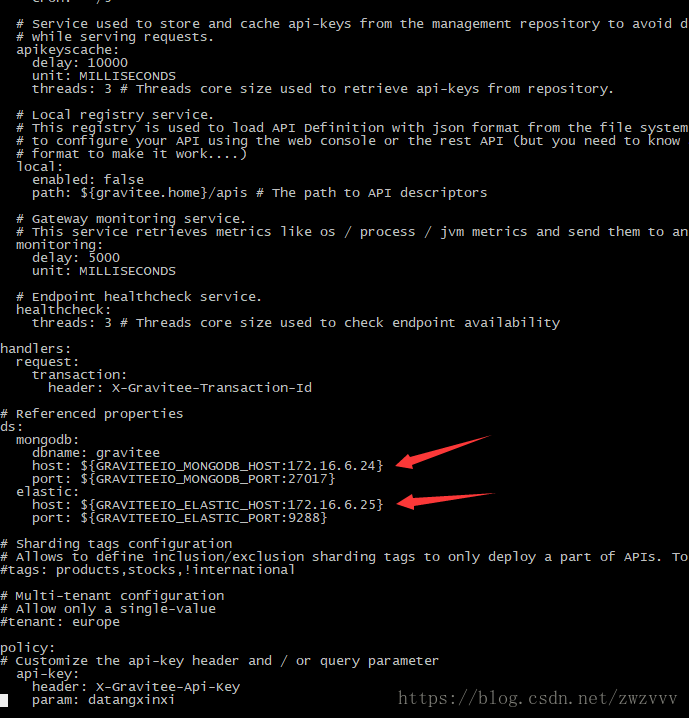 # Service used to store and cache api-keys from the management repository to avoid d
# while serving requests.
apikeyscache:
delay: 10000
unit: MILLISECONDS
threads: 3 # Threads core size used to retrieve api-keys from repository.
# Local registry service.
# This registry is used to load API Definition with json format from the file system
# to configure your API using the web console or the rest API (but you need to know
# format to make it work....)
local:
enabled: false
path: ${gravitee.home}/apis # The path to API descriptors
# Gateway monitoring service.
# This service retrieves metrics like os / process / jvm metrics and send them to an
monitoring:
delay: 5000
unit: MILLISECONDS
# Endpoint healthcheck service.
healthcheck:
threads: 3 # Threads core size used to check endpoint availability
handlers:
request:
transaction:
header: X-Gravitee-Transaction-Id
# Referenced properties
ds:
mongodb:
dbname: gravitee
host: ${GRAVITEEIO_MONGODB_HOST:172.16.6.24}
port: ${GRAVITEEIO_MONGODB_PORT:27017}
elastic:
host: ${GRAVITEEIO_ELASTIC_HOST:172.16.6.25}
port: ${GRAVITEEIO_ELASTIC_PORT:9288}
# Sharding tags configuration
# Allows to define inclusion/exclusion sharding tags to only deploy a part of APIs. To
#tags: products,stocks,!international
# Multi-tenant configuration
# Allow only a single-value
#tenant: europe
policy:
# Customize the api-key header and / or query parameter
api-key:
header: X-Gravitee-Api-Key
param: datangxinxi
https://blog.csdn.net/zwzvvv